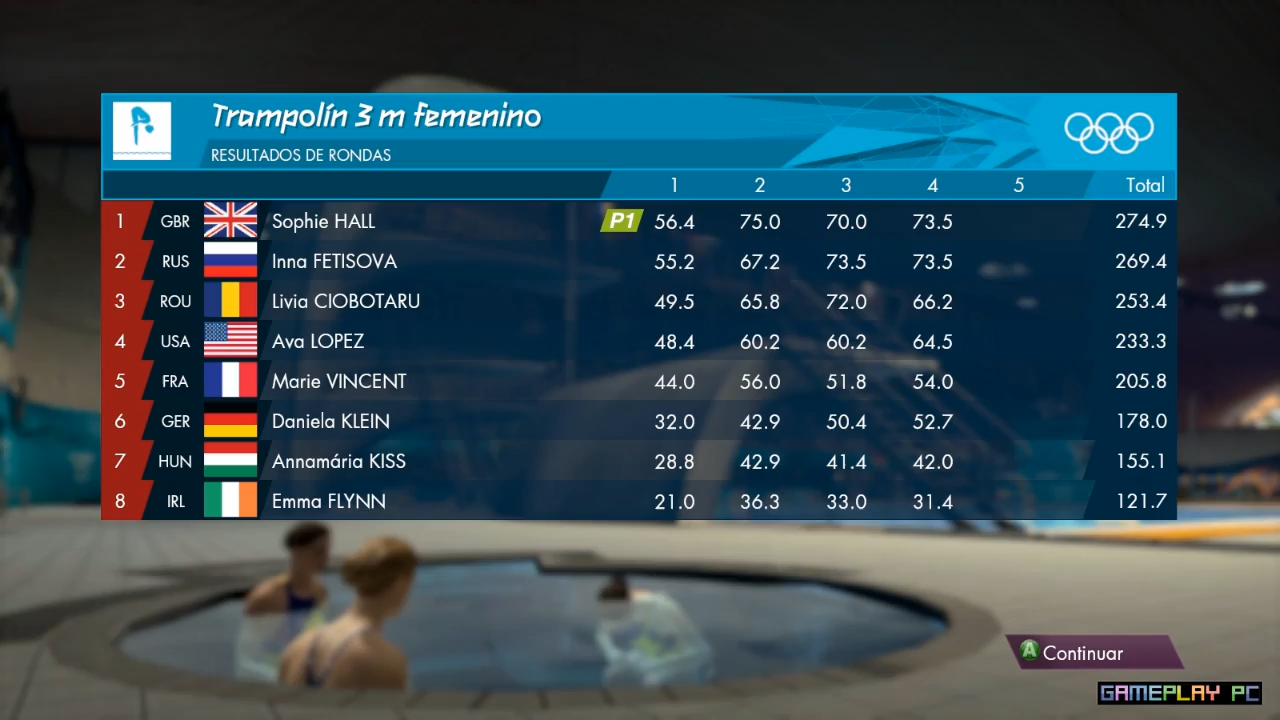 Trampolín 3 m femenino
RESULTADOS DE RONDAS
1 2 3 4 5 Total
1 GBR Sophie HALL P1 56.4 75.0 70.0 73.5 274.9
2 RUS Inna FETISOVA 55.2 67.2 73.5 73.5 269.4
3 ROU Livia CIOBOTARU 49.5 65.8 72.0 66.2 253.4
4 USA Ava LOPEZ 48.4 60.2 60.2 64.5 233.3
5 FRA Marie VINCENT 44.0 56.0 51.8 54.0 205.8
6 GER Daniela KLEIN 32.0 42.9 50.4 52.7 178.0
7 HUN Annamária KISS 28.8 42.9 41.4 42.0 155.1
8 IRL Emma FLYNN 21.0 36.3 33.0 31.4 121.7
A Continuar
GAMEPLAY PC